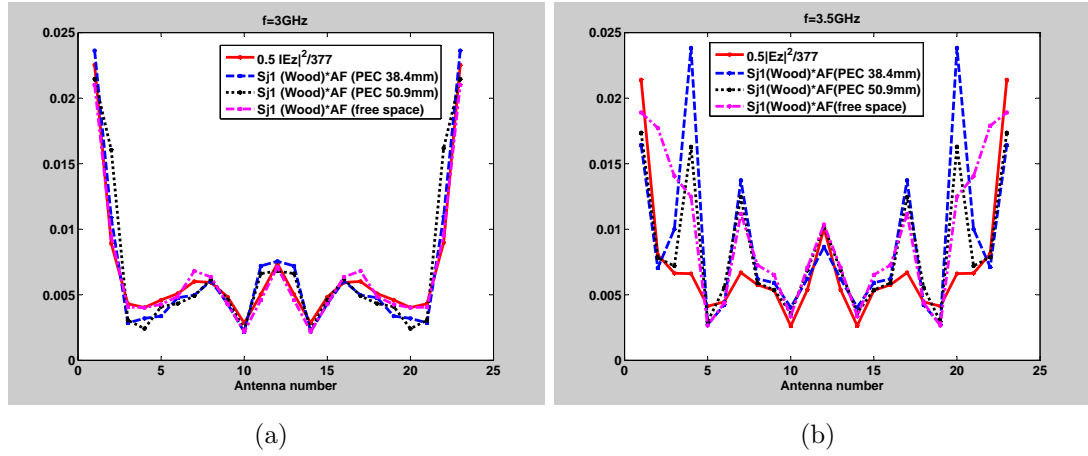 f=3GHz
0.025
0.02
0.015
0.01
0.005
0
0.5 IEz|²/377
Sj1 (Wood)*AF (PEC 38.4mm)
Sj1 (Wood)*AF (PEC 50.9mm)
Sj1 (Wood)*AF (free space)
0 5 10 15 20 25
Antenna number
(a)
f=3.5GHz
0.025
0.02
0.015
0.01
0.005
0
0.5|Ez|²/377
Sj1 (Wood)*AF(PEC 38.4mm)
Sj1 (Wood)*AF(PEC 50.9mm)
Sj1 (Wood)*AF(free space)
0 5 10 15 20 25
Antenna number
(b)